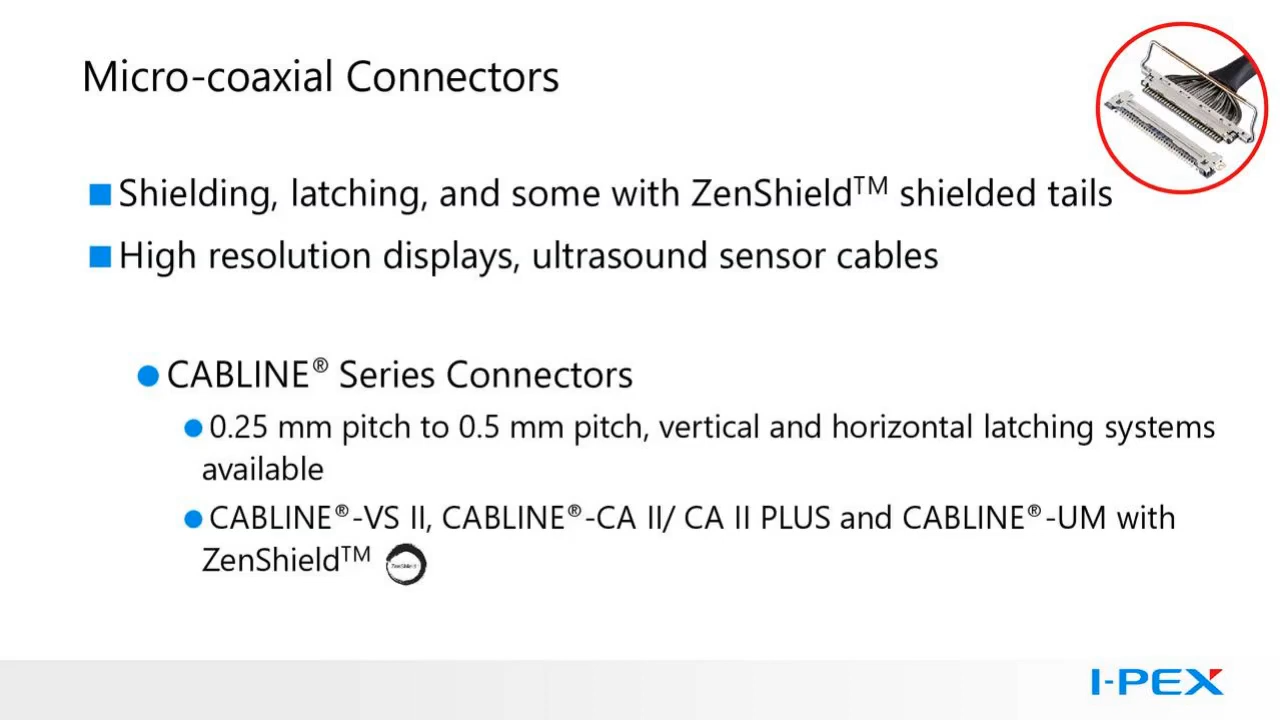 Micro-coaxial Connectors
Shielding, latching, and some with ZenShield™ shielded tails
High resolution displays, ultrasound sensor cables
CABLINE® Series Connectors
0.25 mm pitch to 0.5 mm pitch, vertical and horizontal latching systems
available
CABLINE®-VS II, CABLINE®-CA II/ CA II PLUS and CABLINE®-UM with
ZenShield™
I-PEX